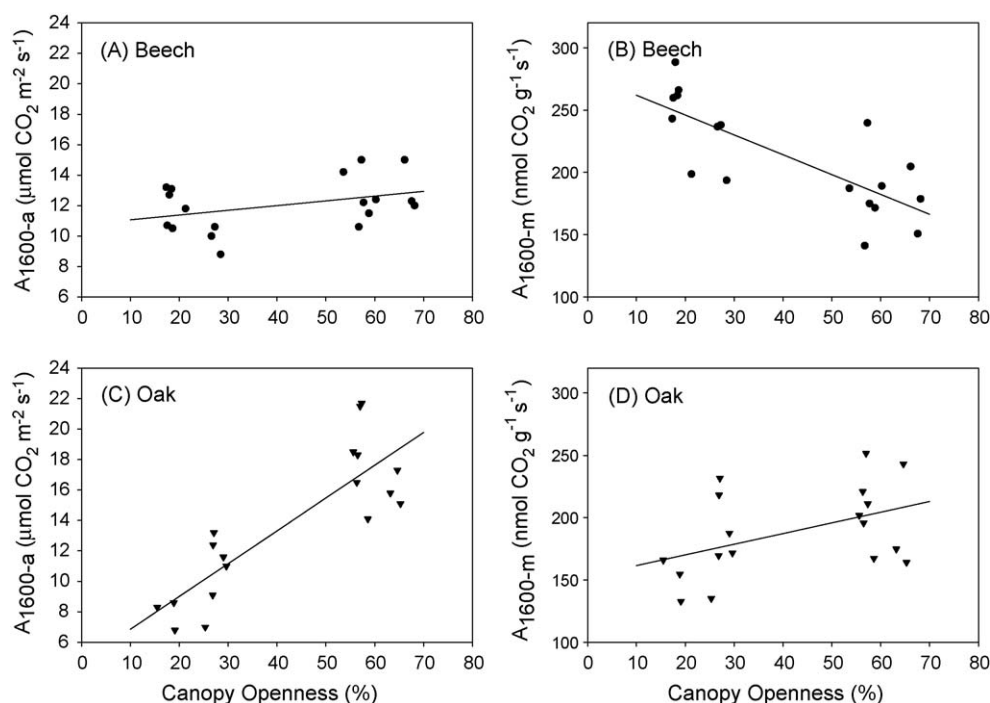 (A) Beech
A1600-a (μmol CO2 m-2 s-1)
24
22
20
18
16
14
12
10
8
6
0 10 20 30 40 50 60 70 80
(B) Beech
A1600-m (nmol CO2 g-1 s-1)
300
250
200
150
100
0 10 20 30 40 50 60 70 80
(C) Oak
A1600-a (μmol CO2 m-2 s-1)
24
22
20
18
16
14
12
10
8
6
0 10 20 30 40 50 60 70 80
Canopy Openness (%)
(D) Oak
A1600-m (nmol CO2 g-1 s-1)
300
250
200
150
100
0 10 20 30 40 50 60 70 80
Canopy Openness (%)